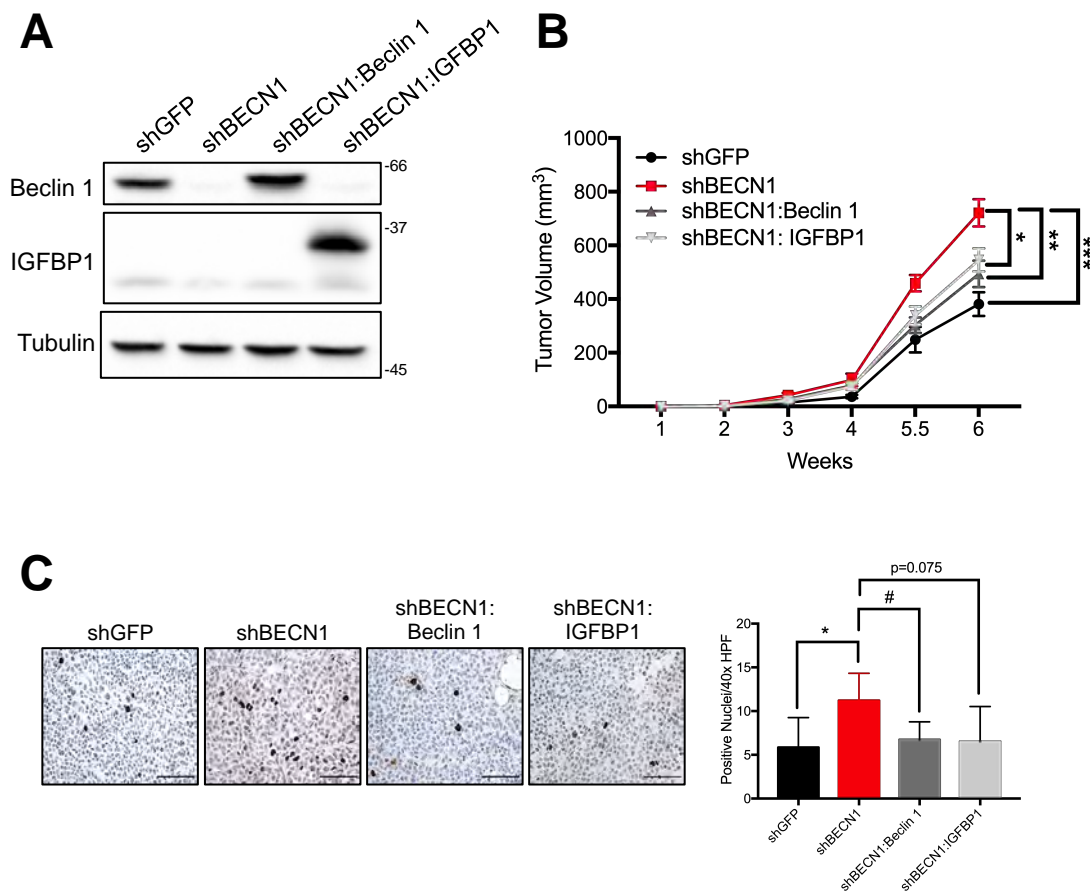 A
shGFP
shBECN1
shBECN1:Beclin 1
shBECN1:IGFBP1
Beclin 1
-66
IGFBP1
-37
Tubulin
-45
B
Tumor Volume (mm³)
1000
800
600
400
200
0
shGFP
shBECN1
shBECN1:Beclin 1
shBECN1: IGFBP1
*
**
***
1 2 3 4 5.5 6
Weeks
C
shGFP
shBECN1
shBECN1:
Beclin 1
shBECN1:
IGFBP1
p=0.075
#
*
Positive Nuclei/40x HPF
20
15
10
5
0
shGFP
shBECN1
shBECN1:Beclin 1
shBECN1:IGFBP1